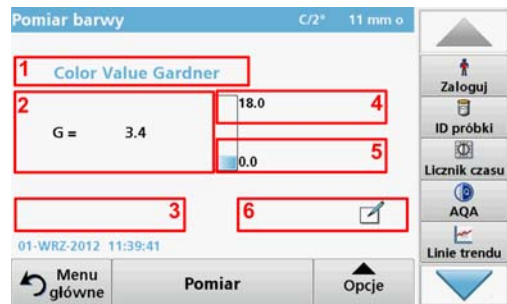 Pomiar barwy C/2° 11 mm o
1 Color Value Gardner
2 G = 3.4
18.0 4
0.0 5
3
6
01-WRZ-2012 11:39:41
Menu główne
Pomiar
Opcje
Zaloguj
ID próbki
Licznik czasu
AQA
Linie trendu